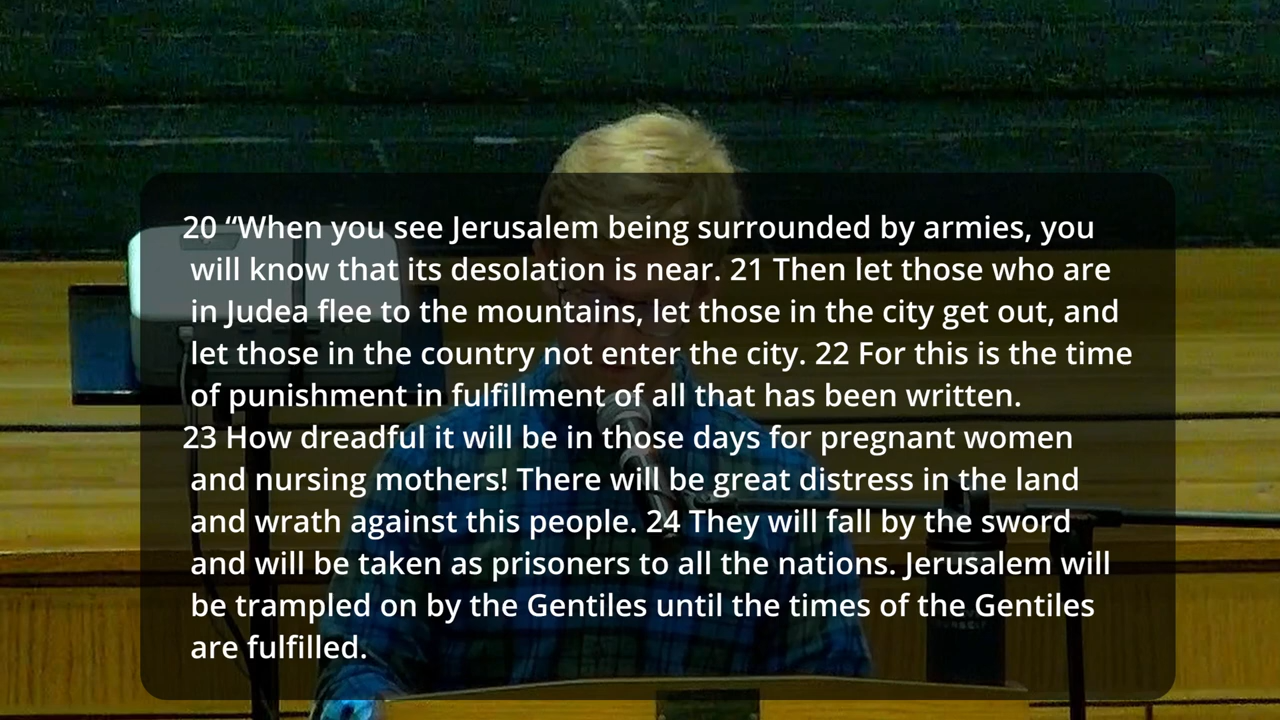 20 “When you see Jerusalem being surrounded by armies, you
will know that its desolation is near. 21 Then let those who are
in Judea flee to the mountains, let those in the city get out, and
let those in the country not enter the city. 22 For this is the time
of punishment in fulfillment of all that has been written.
23 How dreadful it will be in those days for pregnant women
and nursing mothers! There will be great distress in the land
and wrath against this people. 24 They will fall by the sword
and will be taken as prisoners to all the nations. Jerusalem will
be trampled on by the Gentiles until the times of the Gentiles
are fulfilled.